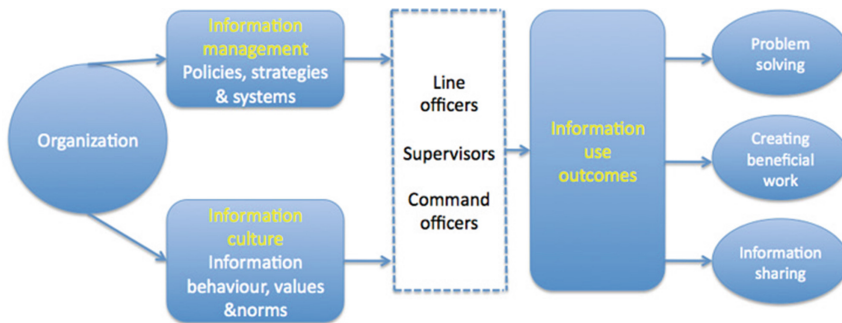 Organization
Information
management
Policies, strategies
& systems
Information
culture
Information
behaviour, values
&norms
Line
officers
Supervisors
Command
officers
Information
use
outcomes
Problem
solving
Creating
beneficial
work
Information
sharing